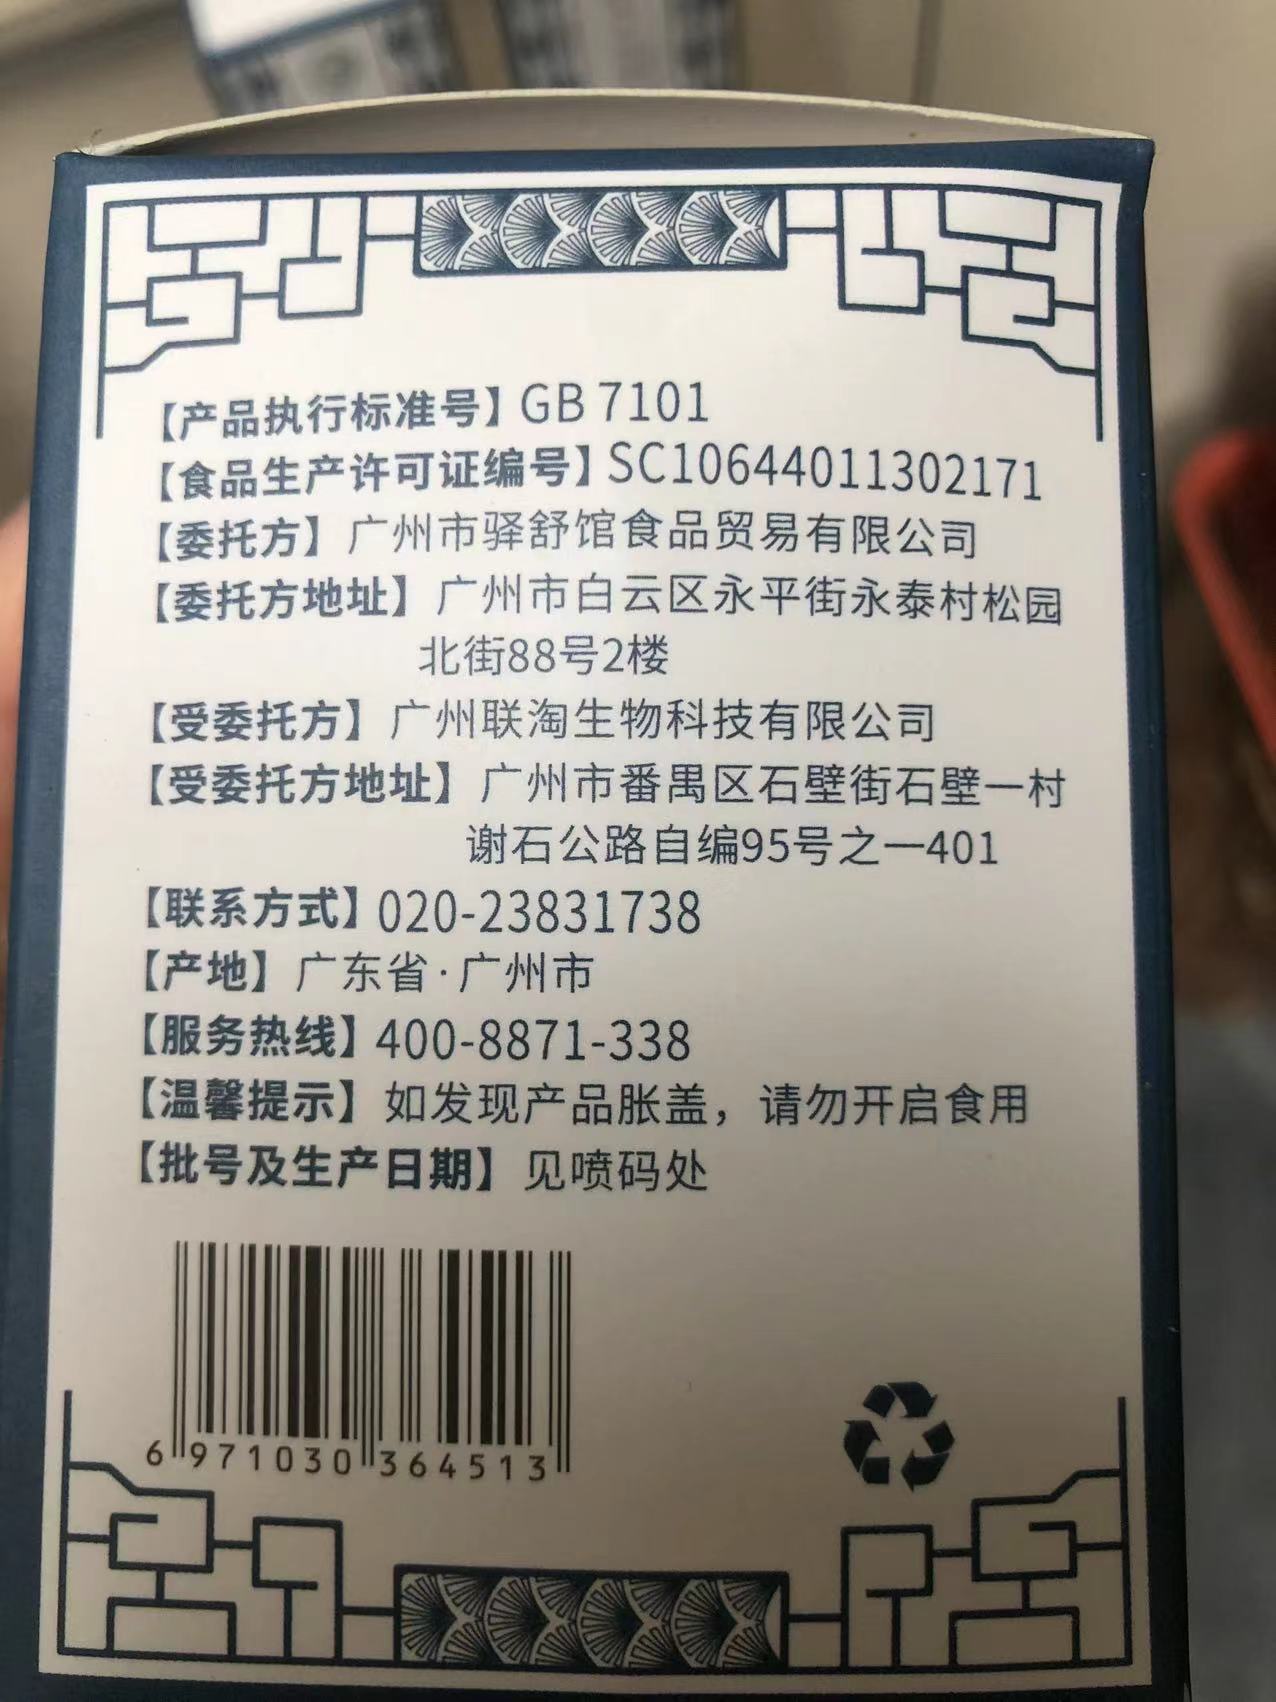 【产品执行标准号】GB 7101
【食品生产许可证编号】SC10644011302171
【委托方】广州市驿舒馆食品贸易有限公司
【委托方地址】广州市白云区永平街永泰村松园
北街88号2楼
【受委托方】广州联淘生物科技有限公司
【受委托方地址】广州市番禺区石壁街石壁一村
谢石公路自编95号之一401
【联系方式】020-23831738
【产地】广东省·广州市
【服务热线】400-8871-338
【温馨提示】如发现产品胀盖，请勿开启食用
【批号及生产日期】见喷码处
6 971030 364513